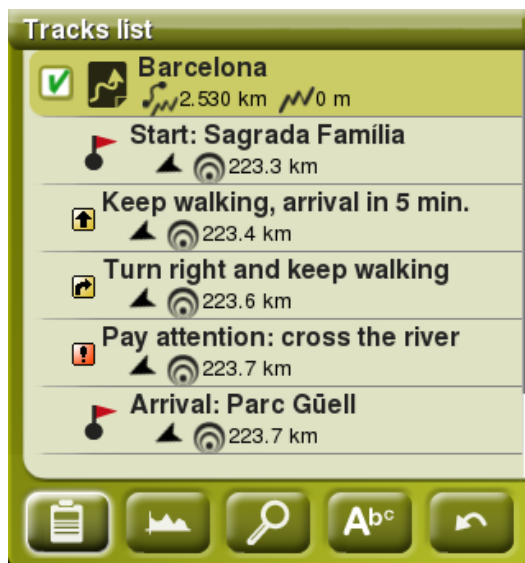 Tracks list
Barcelona
2.530 km 0 m
Start: Sagrada Família
223.3 km
Keep walking, arrival in 5 min.
223.4 km
Turn right and keep walking
223.6 km
Pay attention: cross the river
223.7 km
Arrival: Parc Güell
223.7 km
Abc